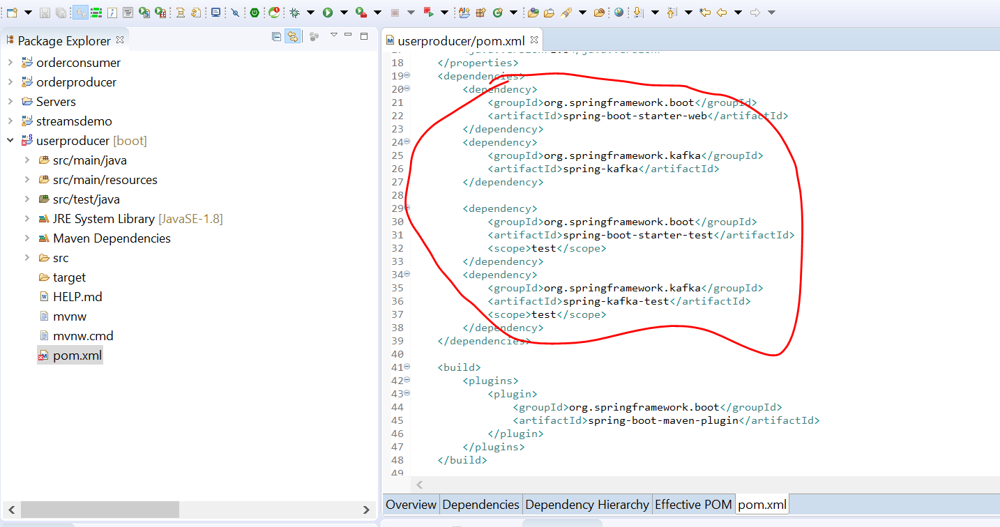 Package Explorer
orderconsumer
orderproducer
Servers
streamsdemo
userproducer [boot]
src/main/java
src/main/resources
src/test/java
JRE System Library [JavaSE-1.8]
Maven Dependencies
src
target
HELP.md
mvnw
mvnw.cmd
pom.xml
userproducer/pom.xml
18 </properties>
19 <dependencies>
20 <dependency>
21 <groupId>org.springframework.boot</groupId>
22 <artifactId>spring-boot-starter-web</artifactId>
23 </dependency>
24 <dependency>
25 <groupId>org.springframework.kafka</groupId>
26 <artifactId>spring-kafka</artifactId>
27 </dependency>
28
29 <dependency>
30 <groupId>org.springframework.boot</groupId>
31 <artifactId>spring-boot-starter-test</artifactId>
32 <scope>test</scope>
33 </dependency>
34 <dependency>
35 <groupId>org.springframework.kafka</groupId>
36 <artifactId>spring-kafka-test</artifactId>
37 <scope>test</scope>
38 </dependency>
39 </dependencies>
40
41 <build>
42 <plugins>
43 <plugin>
44 <groupId>org.springframework.boot</groupId>
45 <artifactId>spring-boot-maven-plugin</artifactId>
46 </plugin>
47 </plugins>
48 </build>
49
Overview Dependencies Dependency Hierarchy Effective POM pom.xml